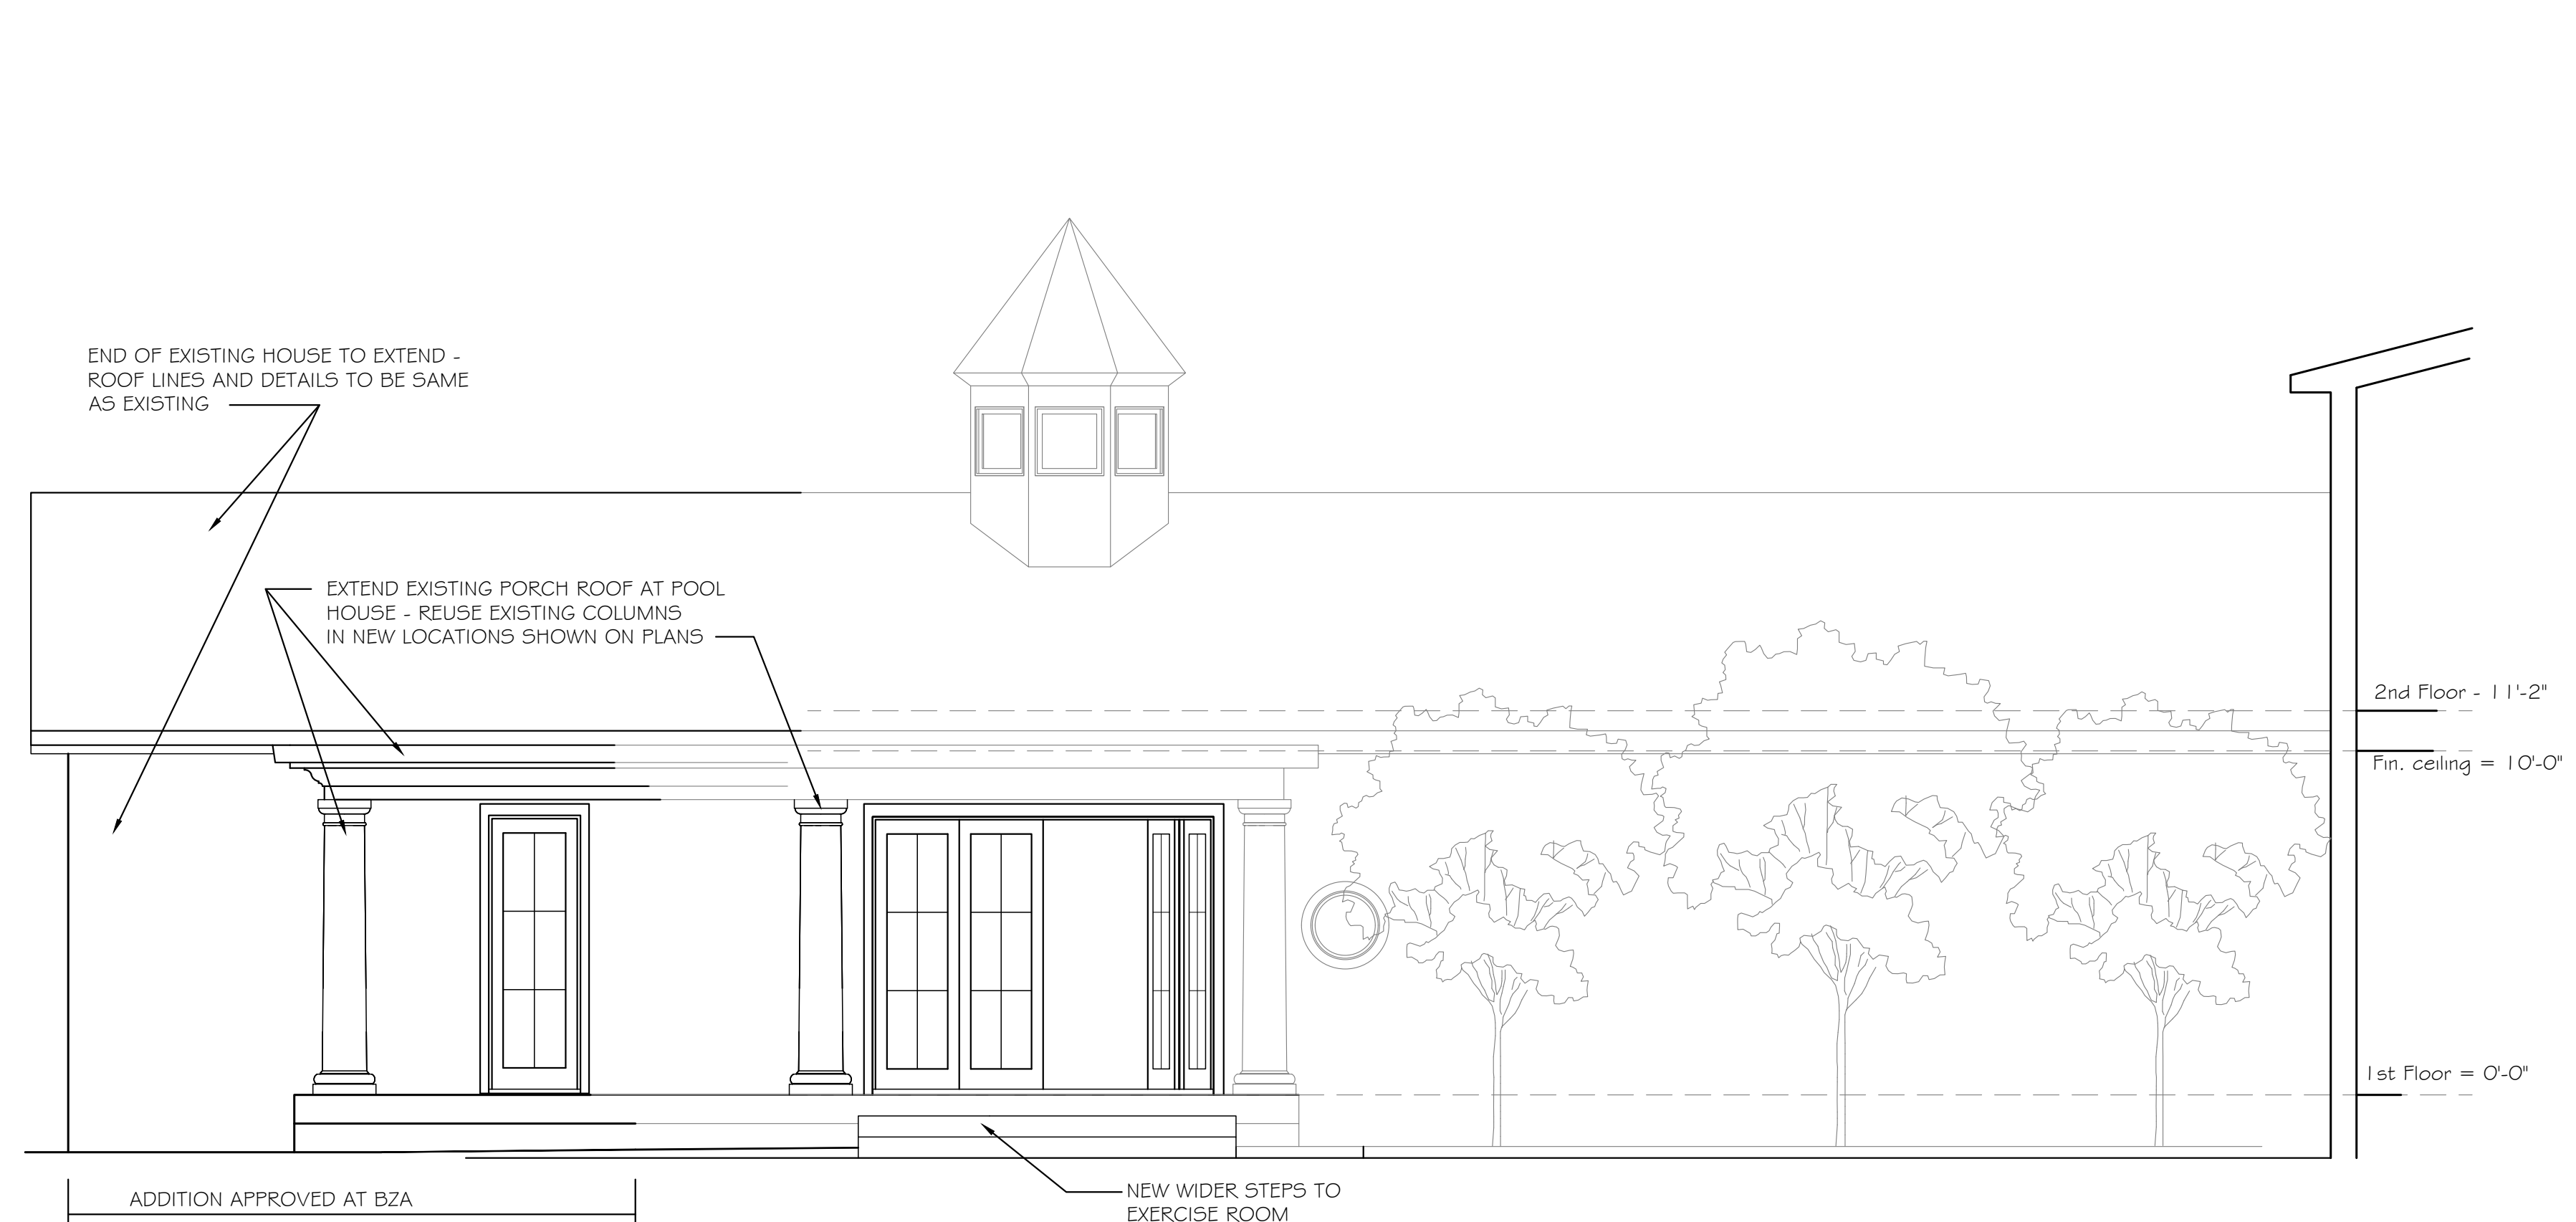 END OF EXISTING HOUSE TO EXTEND -
ROOF LINES AND DETAILS TO BE SAME
AS EXISTING
EXTEND EXISTING PORCH ROOF AT POOL
HOUSE - REUSE EXISTING COLUMNS
IN NEW LOCATIONS SHOWN ON PLANS
2nd Floor - 11'-2"
Fin. ceiling = 10'-0"
1st Floor = 0'-0"
ADDITION APPROVED AT BZA
NEW WIDER STEPS TO
EXERCISE ROOM